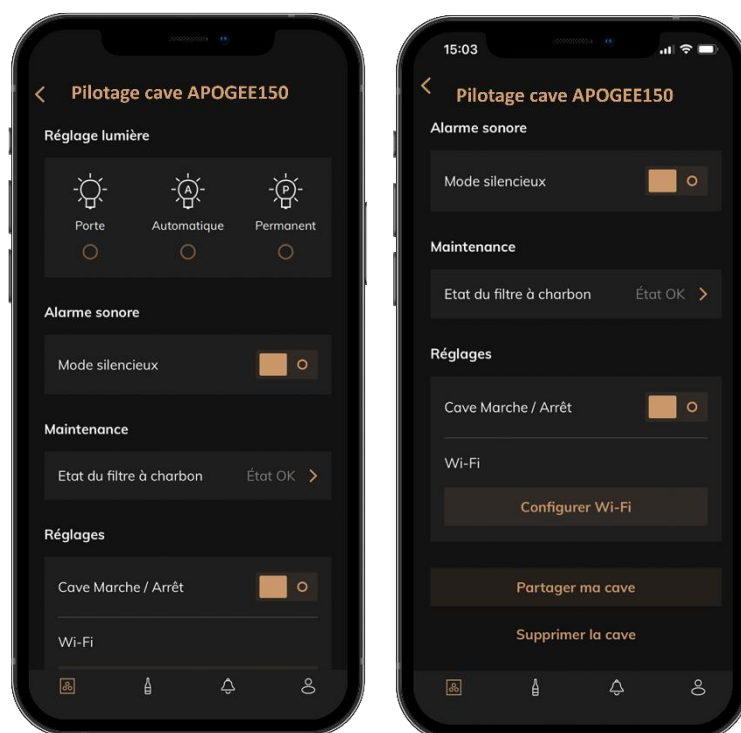 Pilotage cave APOGEE150
Réglage lumière
A
P
Porte
Automatique
Permanent
Alarme sonore
Mode silencieux
Maintenance
Etat du filtre à charbon
État OK
Réglages
Cave Marche / Arrêt
Wi-Fi
15:03
Pilotage cave APOGEE150
Alarme sonore
Mode silencieux
Maintenance
Etat du filtre à charbon
État OK
Réglages
Cave Marche / Arrêt
Wi-Fi
Configurer Wi-Fi
Partager ma cave
Supprimer la cave